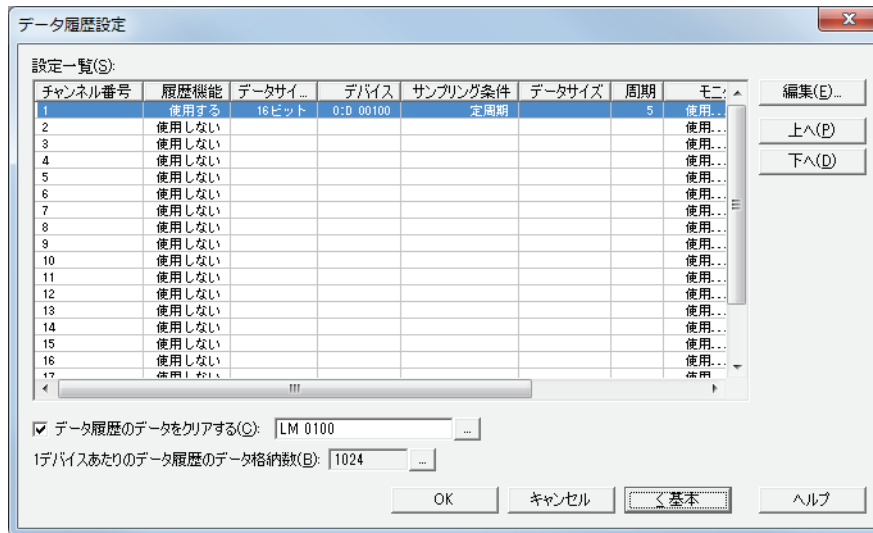 データ履歴設定
設定一覧(S):
チャンネル番号 履歴機能 データサイ... デバイス サンプリング条件 データサイズ 周期
1 使用する 16ビット 0:D 00100 定周期 5 使用...
2 使用しない 使用...
3 使用しない 使用...
4 使用しない 使用...
5 使用しない 使用...
6 使用しない 使用...
7 使用しない 使用...
8 使用しない 使用...
9 使用しない 使用...
10 使用しない 使用...
11 使用しない 使用...
12 使用しない 使用...
13 使用しない 使用...
14 使用しない 使用...
15 使用しない 使用...
16 使用しない 使用...
編集(E)...
上へ(P)
下へ(D)
データ履歴のデータをクリアする(C): LM 0100 ...
1デバイスあたりのデータ履歴のデータ格納数(B): 1024 ...
OK キャンセル < 基本 ヘルプ